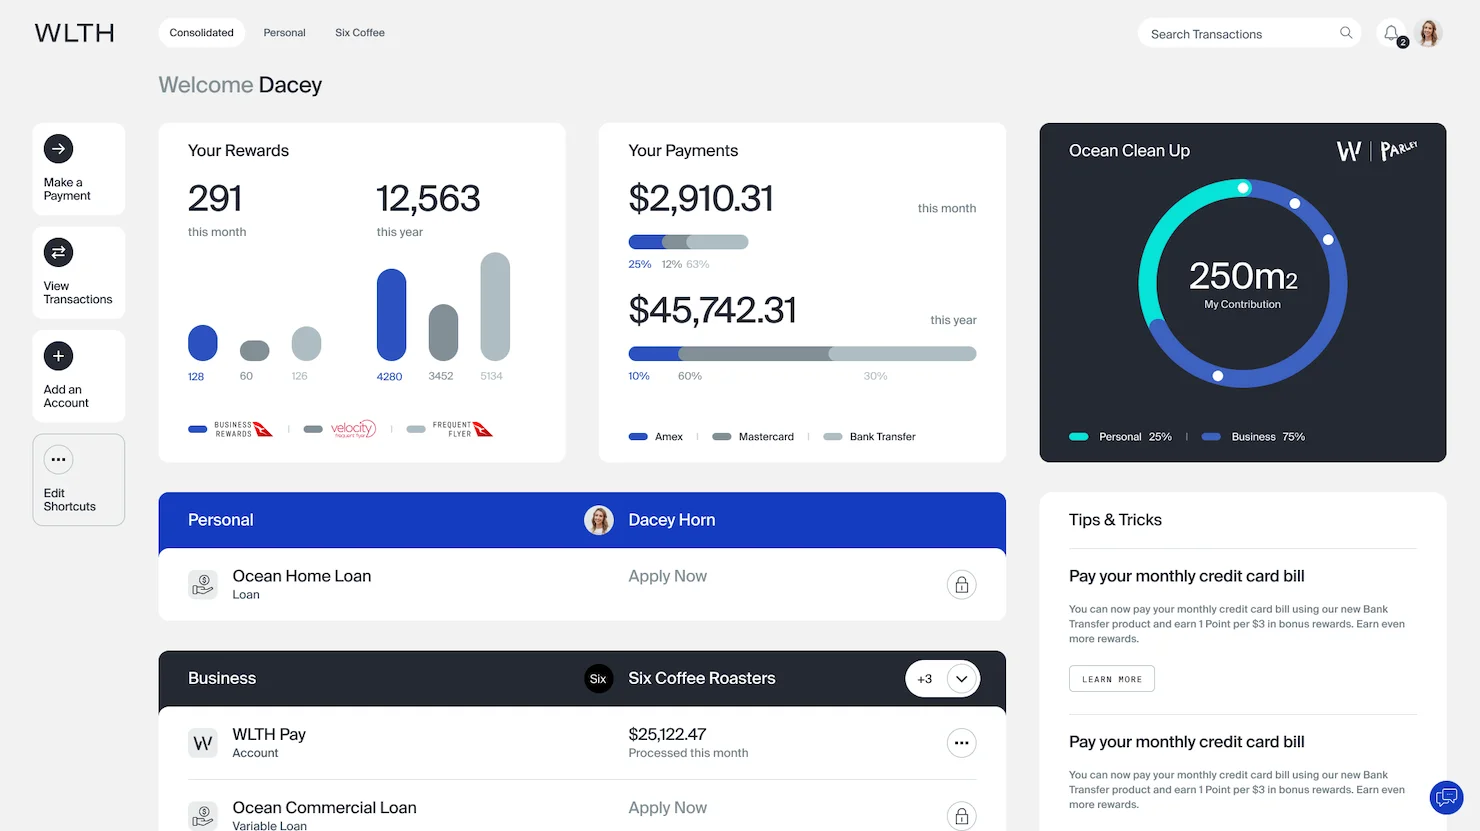 WLTH
Consolidated
Personal
Six Coffee
Search Transactions
2
Welcome Dacey
Make a
Payment
View
Transactions
Add an
Account
Edit
Shortcuts
Your Rewards
291
this month
12,563
this year
128
60
126
4280
3452
5134
BUSINESS
REWARDS
velocity
frequent flyer
FREQUENT
FLYER
Your Payments
$2,910.31
this month
25%
12%
63%
$45,742.31
this year
10%
60%
30%
Amex
Mastercard
Bank Transfer
Ocean Clean Up
W
PARLEY
250m2
My Contribution
Personal 25%
Business 75%
Personal
Dacey Horn
Ocean Home Loan
Loan
Apply Now
Business
Six
Six Coffee Roasters
+3
W
WLTH Pay
Account
$25,122.47
Processed this month
Ocean Commercial Loan
Variable Loan
Apply Now
Tips & Tricks
Pay your monthly credit card bill
You can now pay your monthly credit card bill using our new Bank
Transfer product and earn 1 Point per $3 in bonus rewards. Earn even
more rewards.
LEARN MORE
Pay your monthly credit card bill
You can now pay your monthly credit card bill using our new Bank
Transfer product and earn 1 Point per $3 in bonus rewards. Earn even
more rewards.